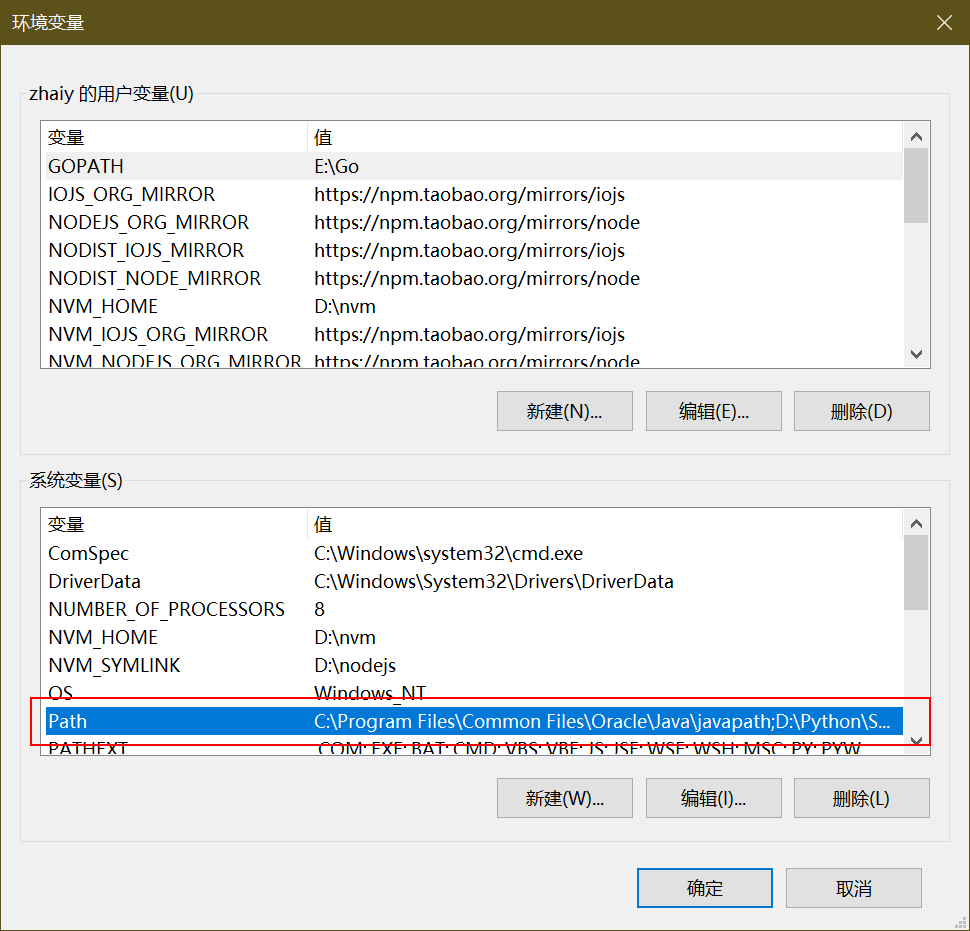 环境变量
zhaiy 的用户变量(U)
变量 值
GOPATH E:\Go
IOJS_ORG_MIRROR https://npm.taobao.org/mirrors/iojs
NODEJS_ORG_MIRROR https://npm.taobao.org/mirrors/node
NODIST_IOJS_MIRROR https://npm.taobao.org/mirrors/iojs
NODIST_NODE_MIRROR https://npm.taobao.org/mirrors/node
NVM_HOME D:\nvm
NVM_IOJS_ORG_MIRROR https://npm.taobao.org/mirrors/iojs
NVM_NODEJS_ORG_MIRROR https://npm.taobao.org/mirrors/node
新建(N)... 编辑(E)... 删除(D)
系统变量(S)
变量 值
ComSpec C:\Windows\system32\cmd.exe
DriverData C:\Windows\System32\Drivers\DriverData
NUMBER_OF_PROCESSORS 8
NVM_HOME D:\nvm
NVM_SYMLINK D:\nodejs
OS Windows_NT
Path C:\Program Files\Common Files\Oracle\Java\javapath;D:\Python\S...
PATHEXT .COM;.EXE;.BAT;.CMD;.VBS;.VBE;.JS;.JSE;.WSF;.WSH;.MSC;.PY;.PYW
新建(W)... 编辑(I)... 删除(L)
确定 取消